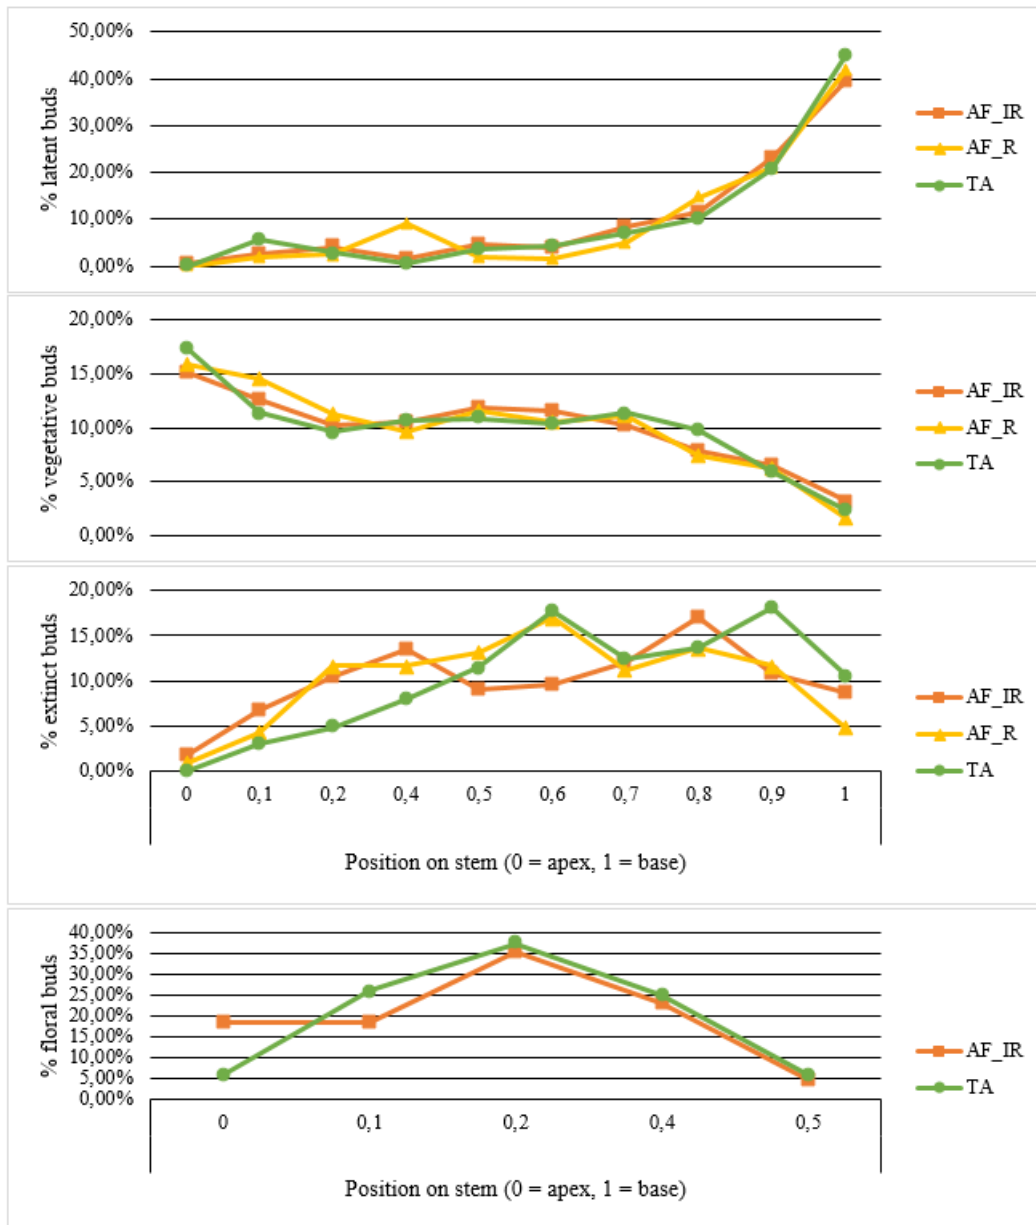 50,00%
40,00%
30,00%
20,00%
10,00%
0,00%
% latent buds
AF_IR
AF_R
TA
20,00%
15,00%
10,00%
5,00%
0,00%
% vegetative buds
AF_IR
AF_R
TA
20,00%
15,00%
10,00%
5,00%
0,00%
% extinct buds
AF_IR
AF_R
TA
0 0,1 0,2 0,4 0,5 0,6 0,7 0,8 0,9 1
Position on stem (0 = apex, 1 = base)
40,00%
35,00%
30,00%
25,00%
20,00%
15,00%
10,00%
5,00%
0,00%
% floral buds
AF_IR
TA
0 0,1 0,2 0,4 0,5
Position on stem (0 = apex, 1 = base)